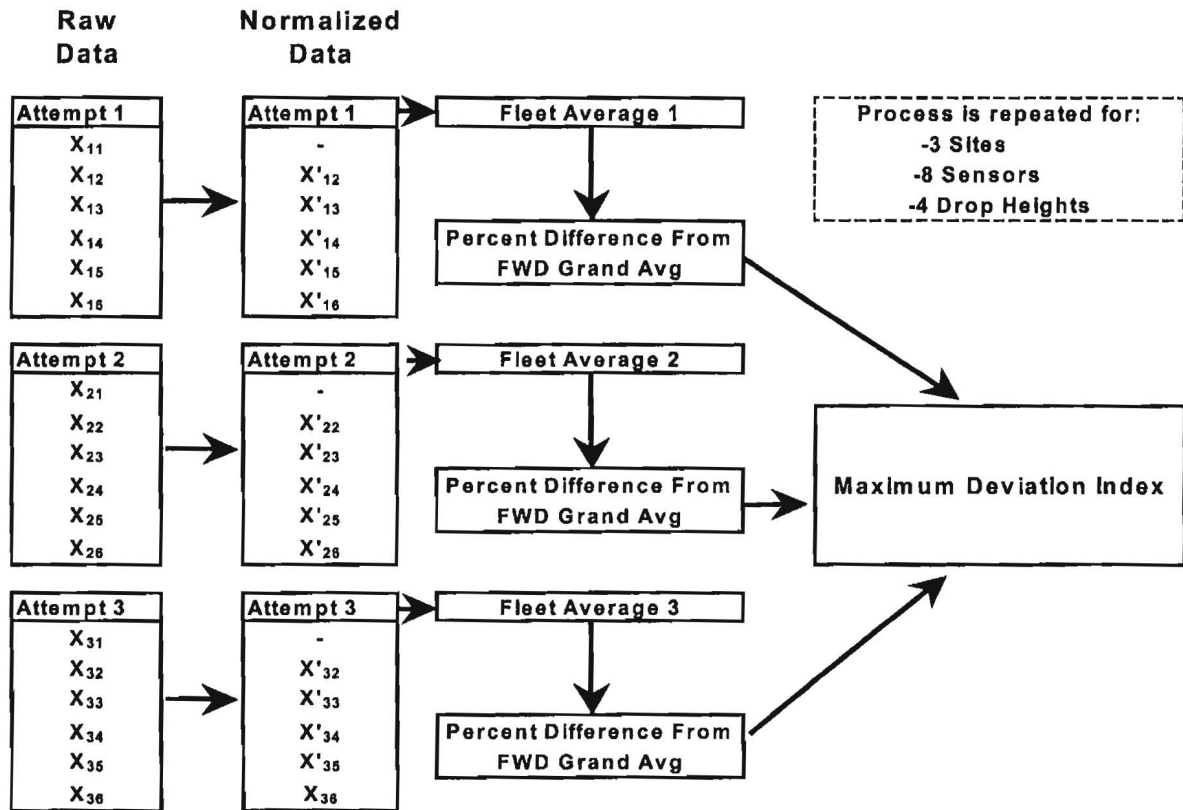 Raw
Data
Normalized
Data
Attempt 1
X₁₁
X₁₂
X₁₃
X₁₄
X₁₅
X₁₆
Attempt 1
-
X'₁₂
X'₁₃
X'₁₄
X'₁₅
X'₁₆
Fleet Average 1
Percent Difference From
FWD Grand Avg
Process is repeated for:
-3 Sites
-8 Sensors
-4 Drop Heights
Attempt 2
X₂₁
X₂₂
X₂₃
X₂₄
X₂₅
X₂₆
Attempt 2
-
X'₂₂
X'₂₃
X'₂₄
X'₂₅
X'₂₆
Fleet Average 2
Percent Difference From
FWD Grand Avg
Maximum Deviation Index
Attempt 3
X₃₁
X₃₂
X₃₃
X₃₄
X₃₅
X₃₆
Attempt 3
-
X'₃₂
X'₃₃
X'₃₄
X'₃₅
X₃₆
Fleet Average 3
Percent Difference From
FWD Grand Avg